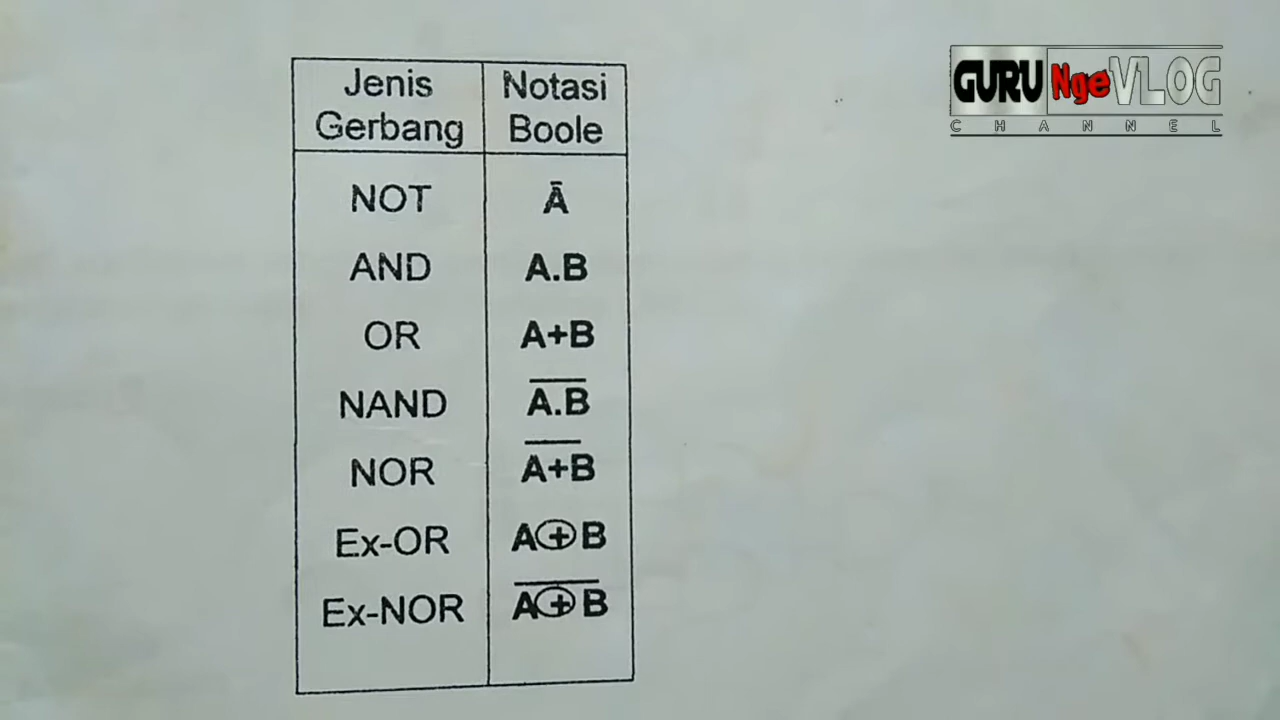 GURU NgeVLOG
CHANNEL
Jenis Gerbang | Notasi Boole
NOT | A̅
AND | A.B
OR | A+B
NAND | A̅.̅B̅
NOR | A̅+̅B̅
Ex-OR | A⊕B
Ex-NOR | A̅⊕̅B̅